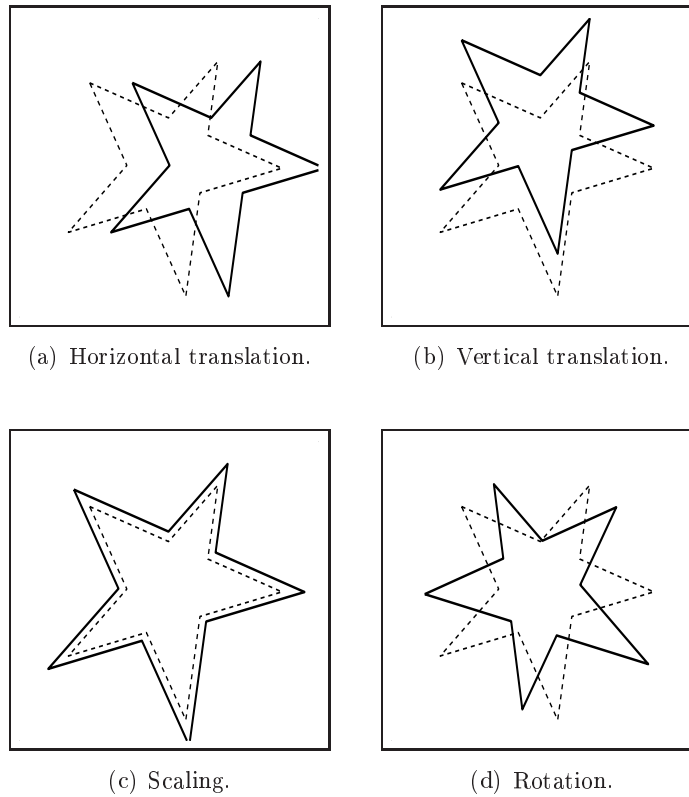 (a) Horizontal translation.
(b) Vertical translation.
(c) Scaling.
(d) Rotation.